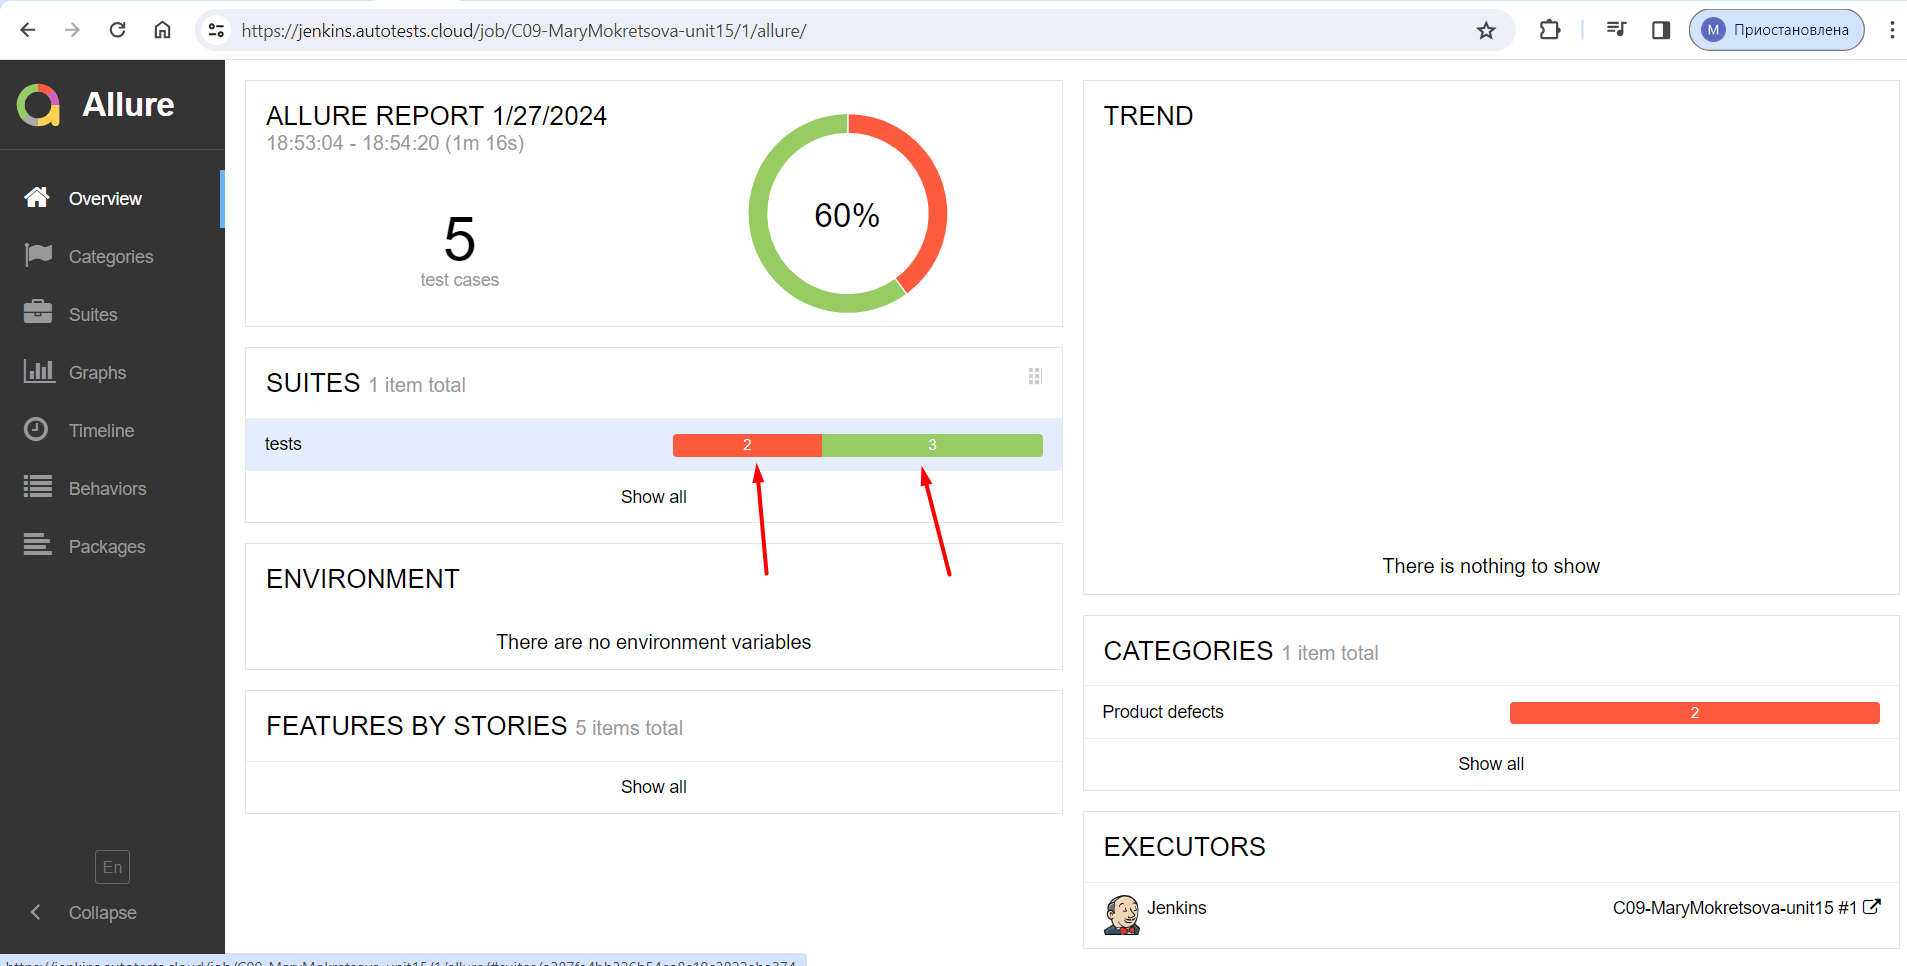 https://jenkins.autotests.cloud/job/C09-MaryMokretsova-unit15/1/allure/
M Приостановлена
Allure
Overview
Categories
Suites
Graphs
Timeline
Behaviors
Packages
En
Collapse
ALLURE REPORT 1/27/2024
18:53:04 - 18:54:20 (1m 16s)
5
test cases
60%
SUITES 1 item total
tests 2 3
Show all
ENVIRONMENT
There are no environment variables
FEATURES BY STORIES 5 items total
Show all
TREND
There is nothing to show
CATEGORIES 1 item total
Product defects 2
Show all
EXECUTORS
Jenkins C09-MaryMokretsova-unit15 #1